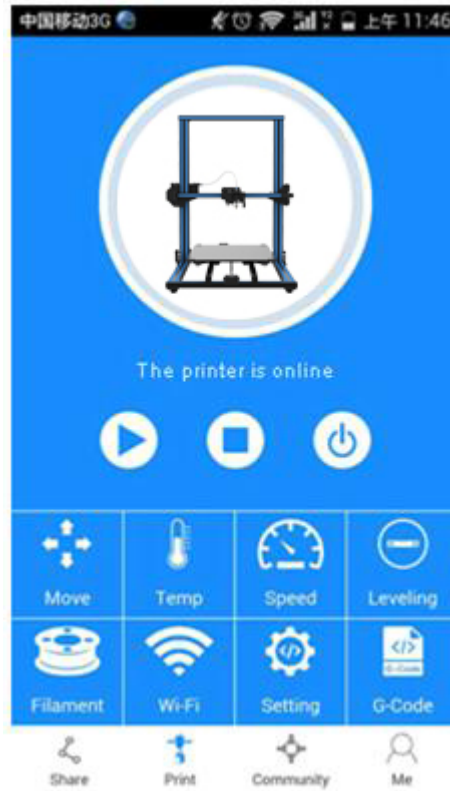 中国移动3G 上午 11:46
The printer is online
Move Temp Speed Leveling
Filament Wi-Fi Setting G-Code
Share Print Community Me